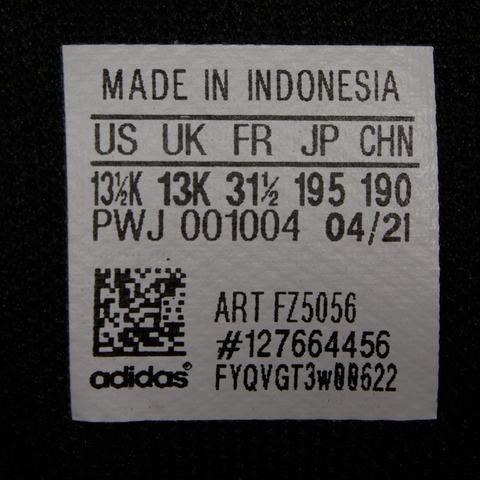 MADE IN INDONESIA
US UK FR JP CHN
13½K 13K 31½ 195 190
PWJ 001004 04/21
ART FZ5056
#127664456
adidas® FYQVGT3w00622